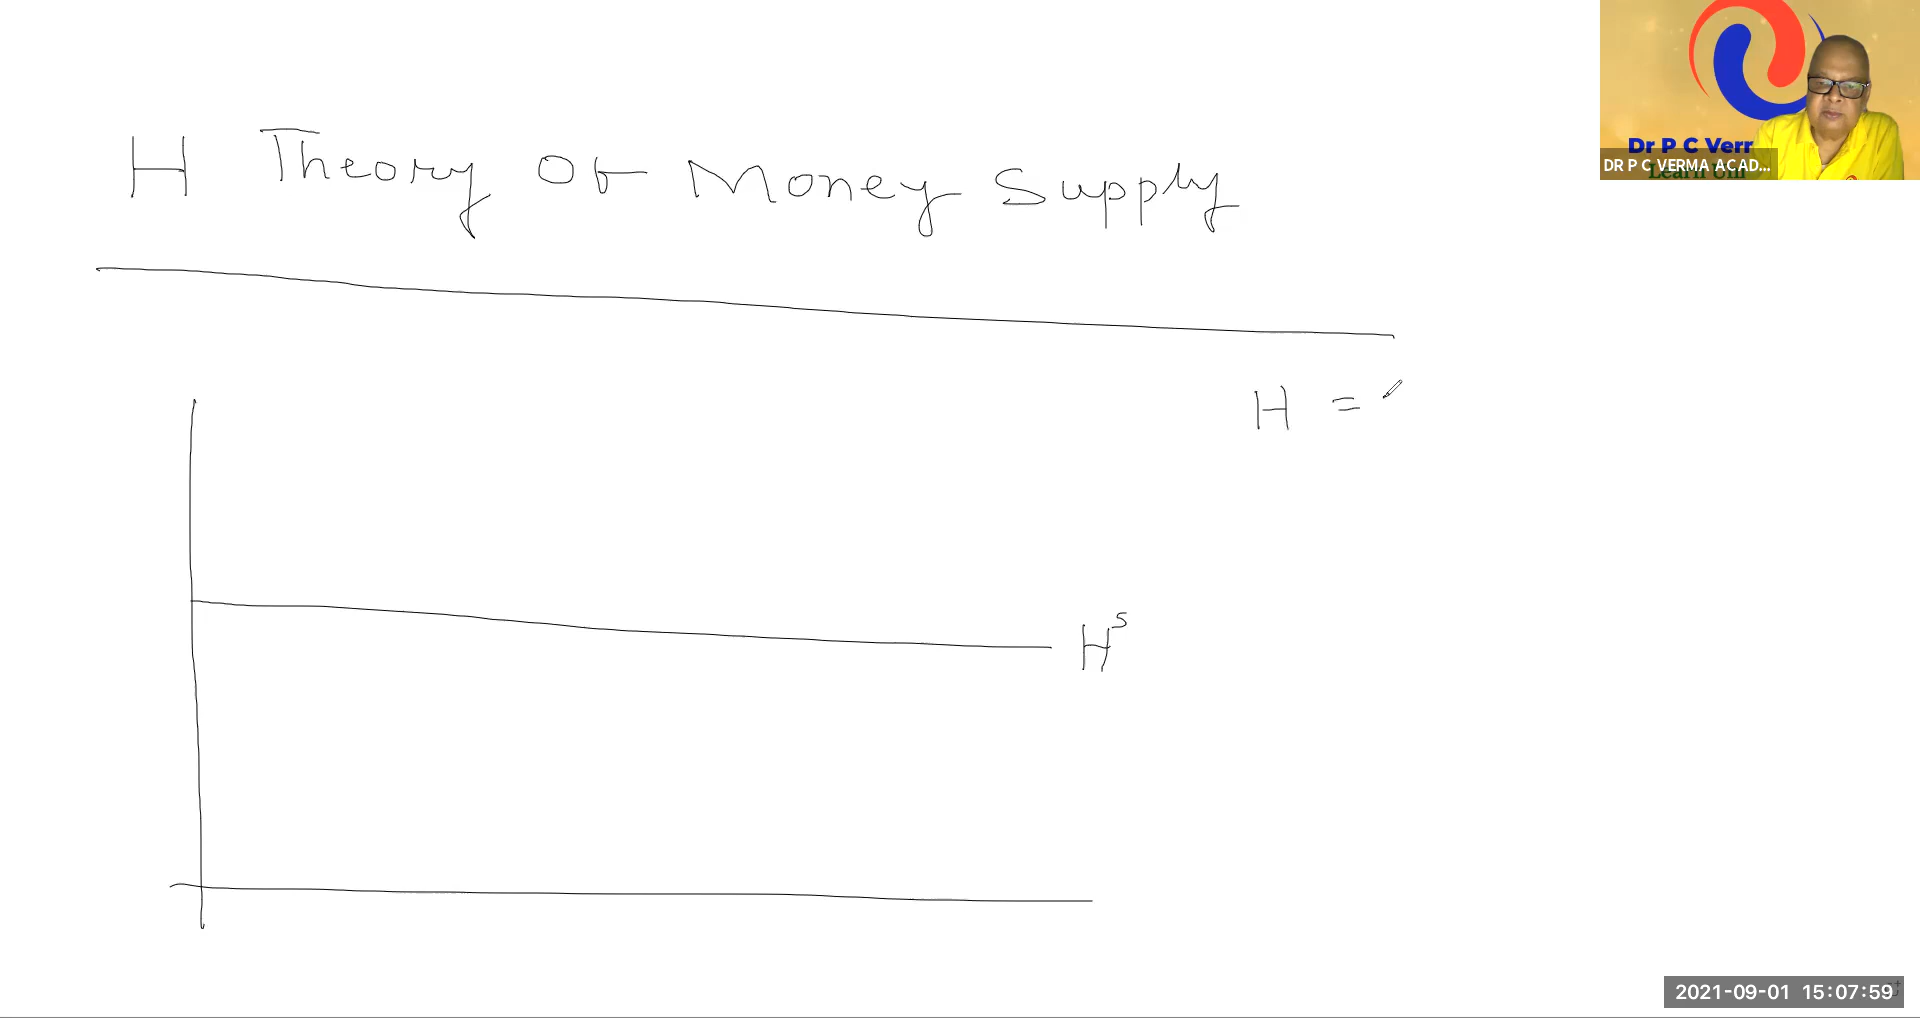 H Theory Of Money Supply
Dr P C Verr
DR P C VERMA ACAD...
H =
H^s
2021-09-01 15:07:59